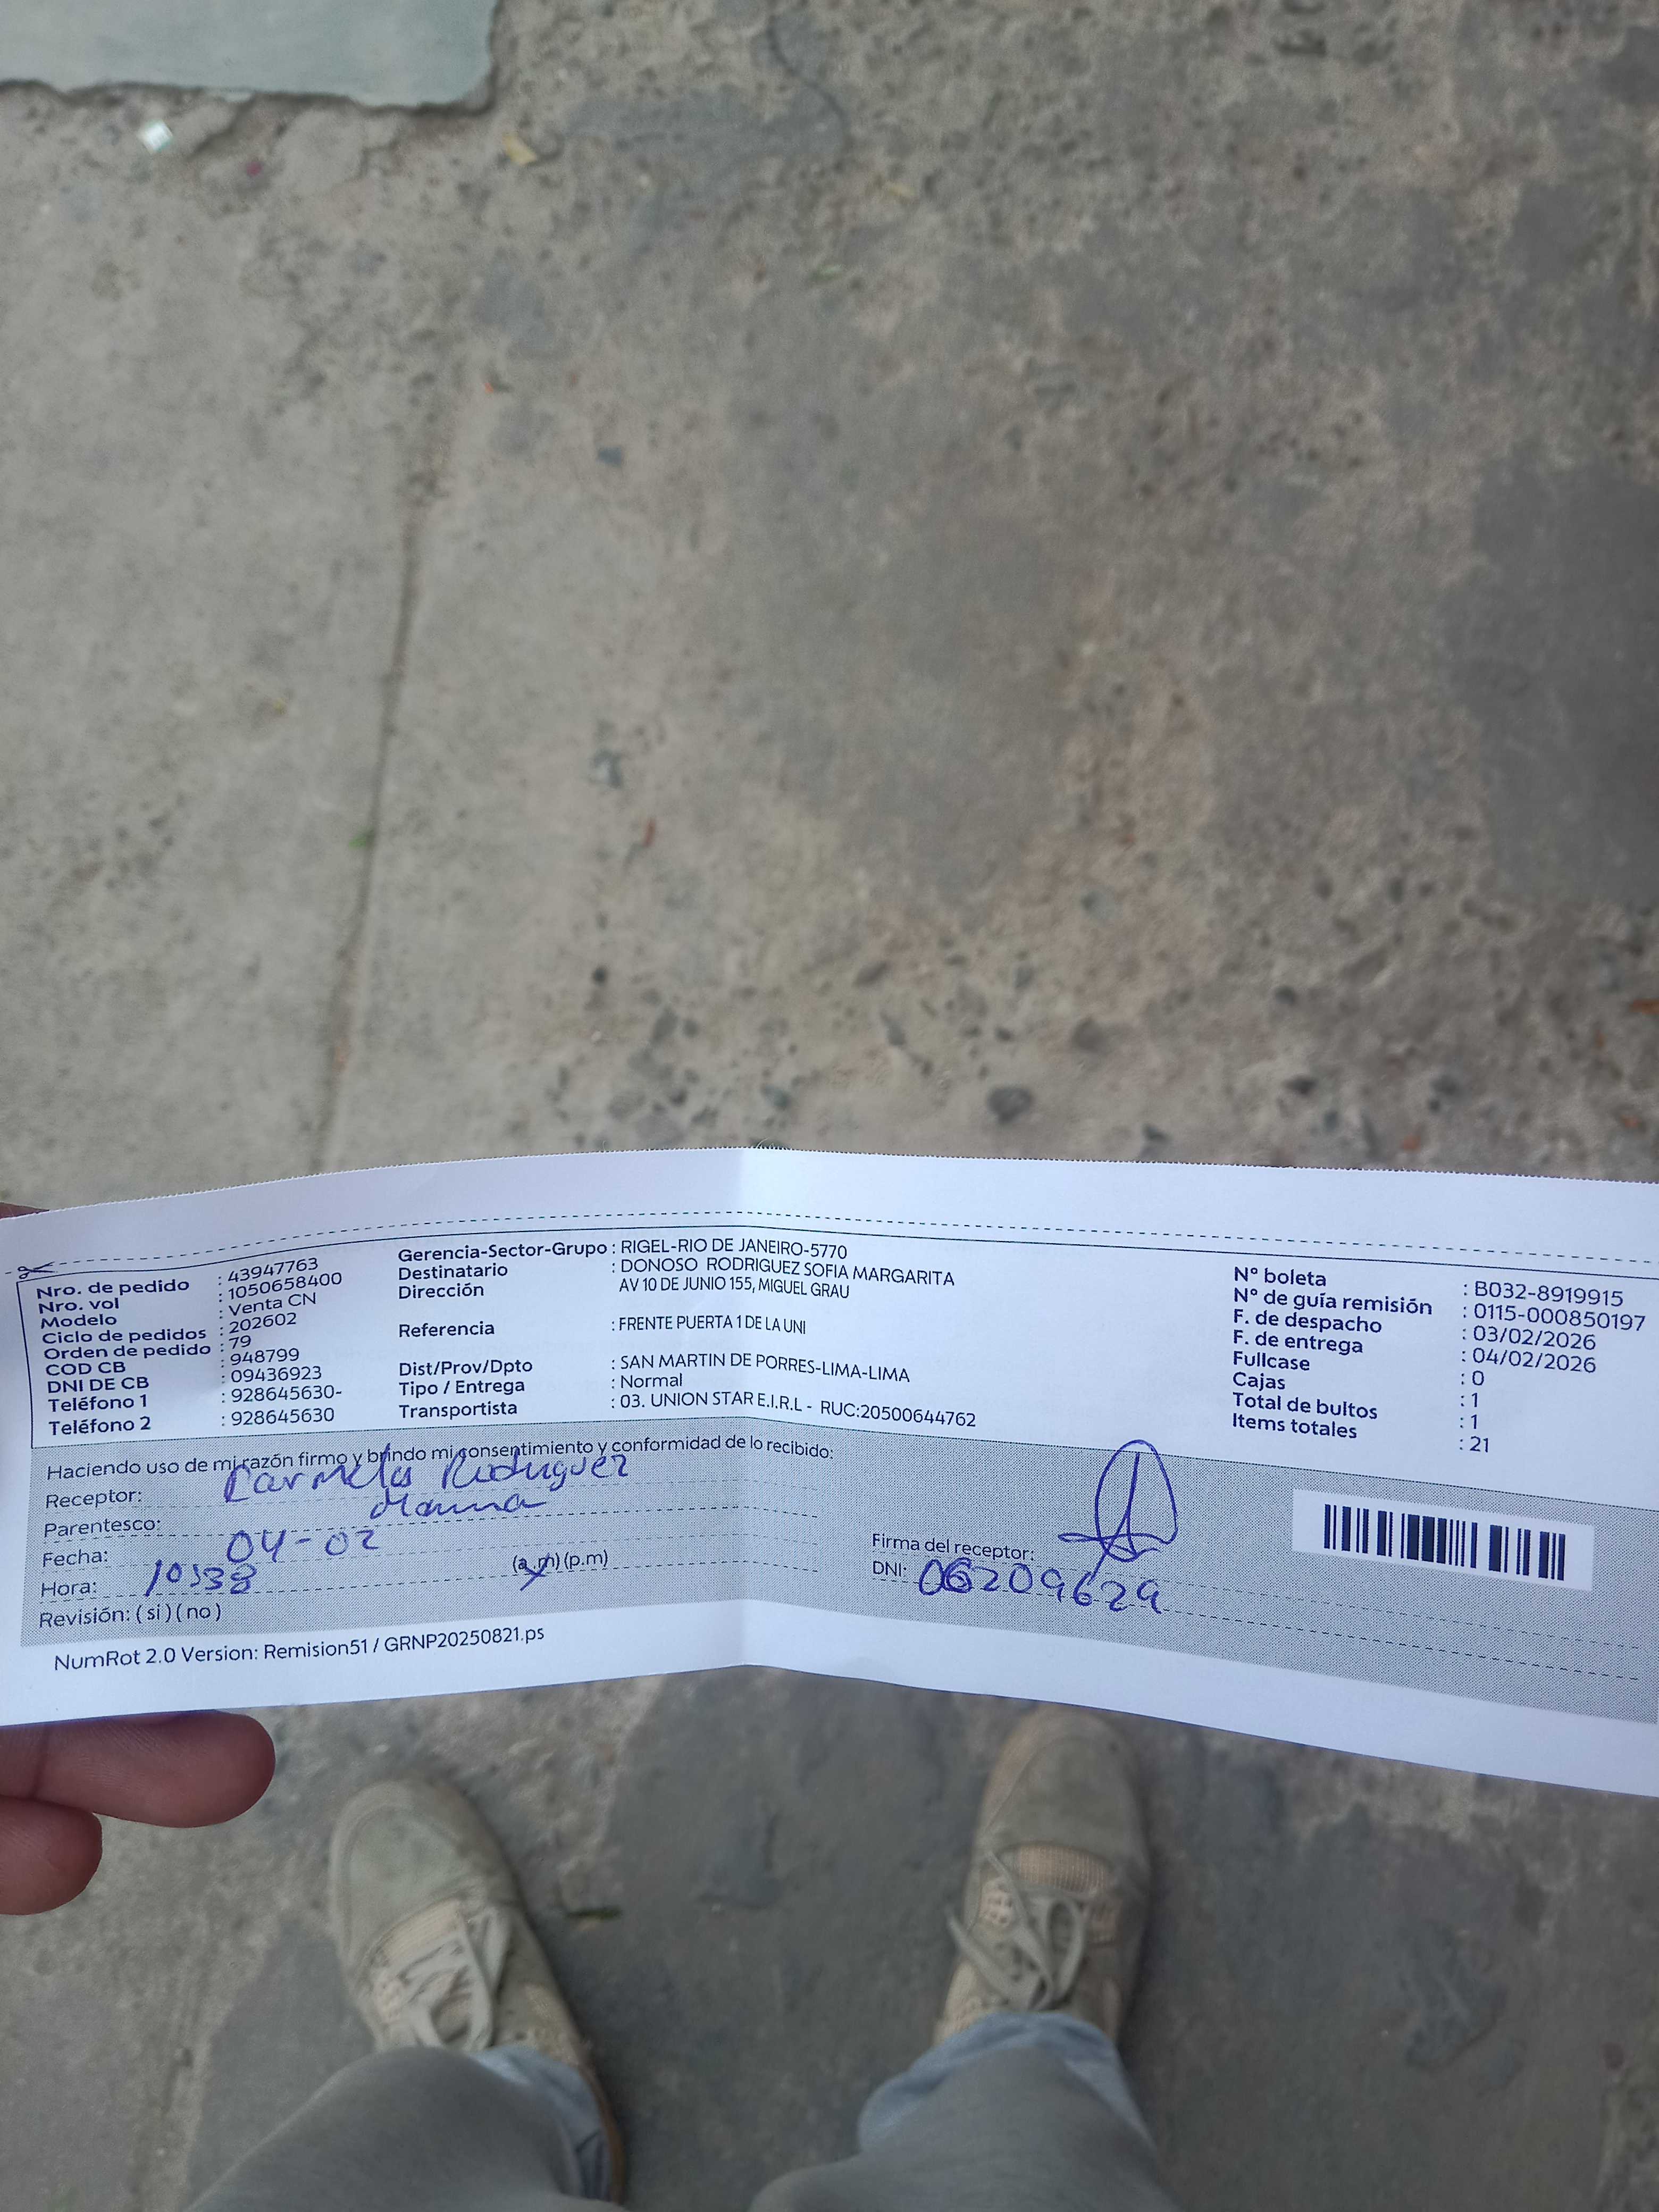 Nro. de pedido : 43947763
Nro. vol : 1050658400
Modelo : Venta CN
Ciclo de pedidos : 202602
Orden de pedido : 79
COD CB : 948799
DNI DE CB : 09436923
Teléfono 1 : 928645630-
Teléfono 2 : 928645630
Gerencia-Sector-Grupo : RIGEL-RIO DE JANEIRO-5770
Destinatario : DONOSO RODRIGUEZ SOFIA MARGARITA
Dirección AV 10 DE JUNIO 155, MIGUEL GRAU
Referencia : FRENTE PUERTA 1 DE LA UNI
Dist/Prov/Dpto : SAN MARTIN DE PORRES-LIMA-LIMA
Tipo / Entrega : Normal
Transportista : 03. UNION STAR E.I.R.L - RUC:20500644762
N° boleta : B032-8919915
N° de guía remisión : 0115-000850197
F. de despacho : 03/02/2026
F. de entrega : 04/02/2026
Fullcase : 0
Cajas : 1
Total de bultos : 1
Items totales : 21
Haciendo uso de mi razón firmo y brindo mi consentimiento y conformidad de lo recibido:
Receptor: Carmela Rodriguez
Parentesco:
Fecha: 04-02
Hora: 10:38 (a.m) (p.m)
Revisión: ( si ) ( no )
Firma del receptor:
DNI: 06209629
NumRot 2.0 Version: Remision51 / GRNP20250821.ps